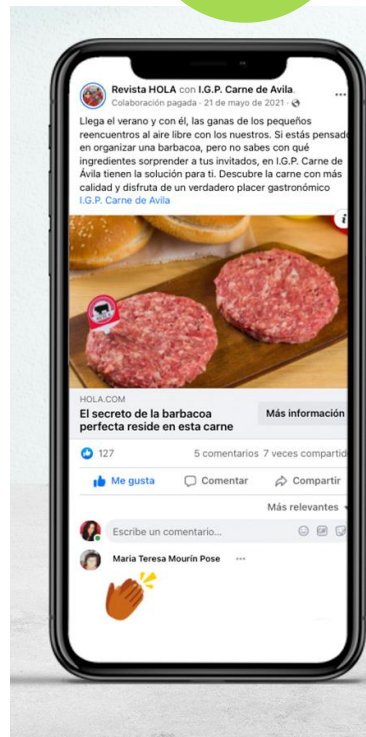 Revista HOLA con I.G.P. Carne de Avila.
Colaboración pagada · 21 de mayo de 2021 ·
Llega el verano y con él, las ganas de los pequeños
reencuentros al aire libre con los nuestros. Si estás pensado
en organizar una barbacoa, pero no sabes con qué
ingredientes sorprender a tus invitados, en I.G.P. Carne de
Ávila tienen la solución para ti. Descubre la carne con más
calidad y disfruta de un verdadero placer gastronómico
I.G.P. Carne de Avila
HOLA.COM
El secreto de la barbacoa
perfecta reside en esta carne
Más información
127
5 comentarios 7 veces compartid
Me gusta
Comentar
Compartir
Más relevantes
Escribe un comentario...
GIF
Maria Teresa Mourín Pose